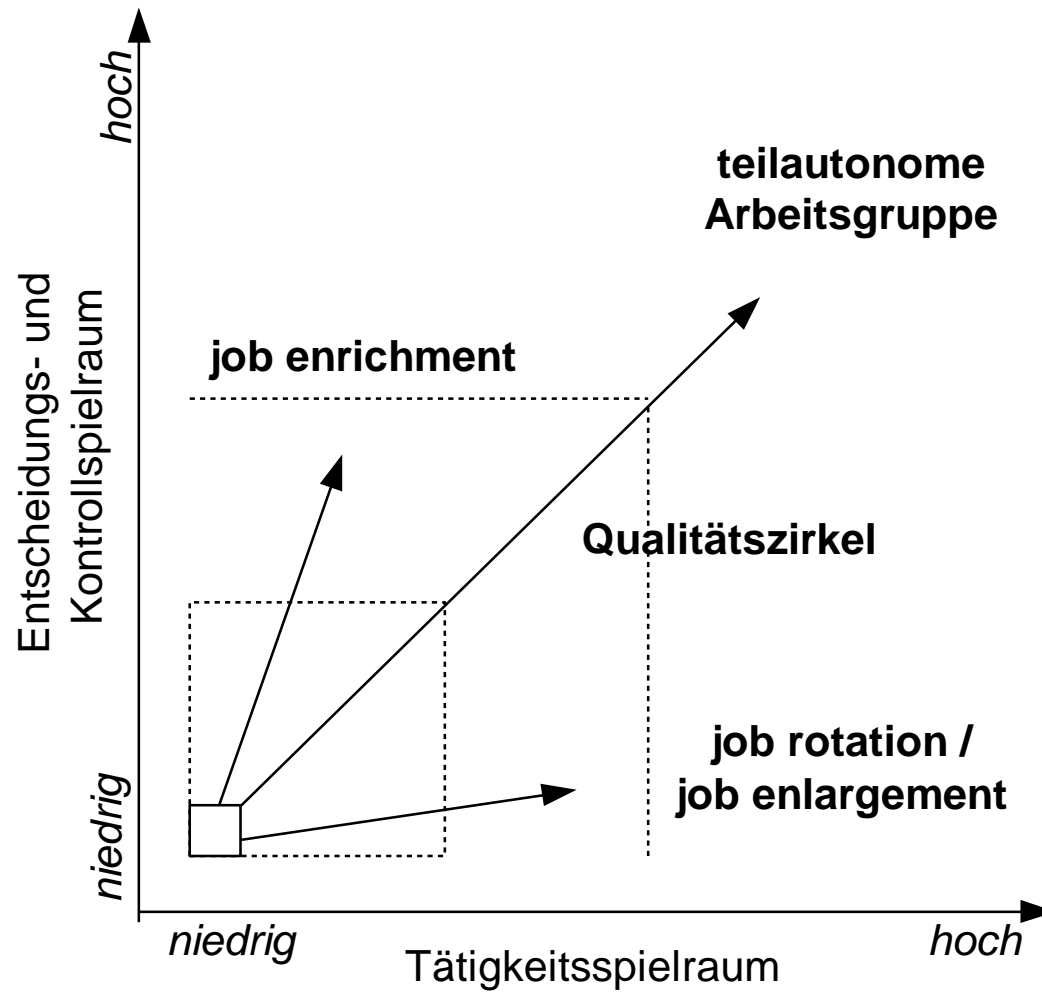 hoch
teilautonome
Arbeitsgruppe
Entscheidungs- und
Kontrollspielraum
job enrichment
Qualitätszirkel
job rotation /
job enlargement
niedrig
niedrig
hoch
Tätigkeitsspielraum